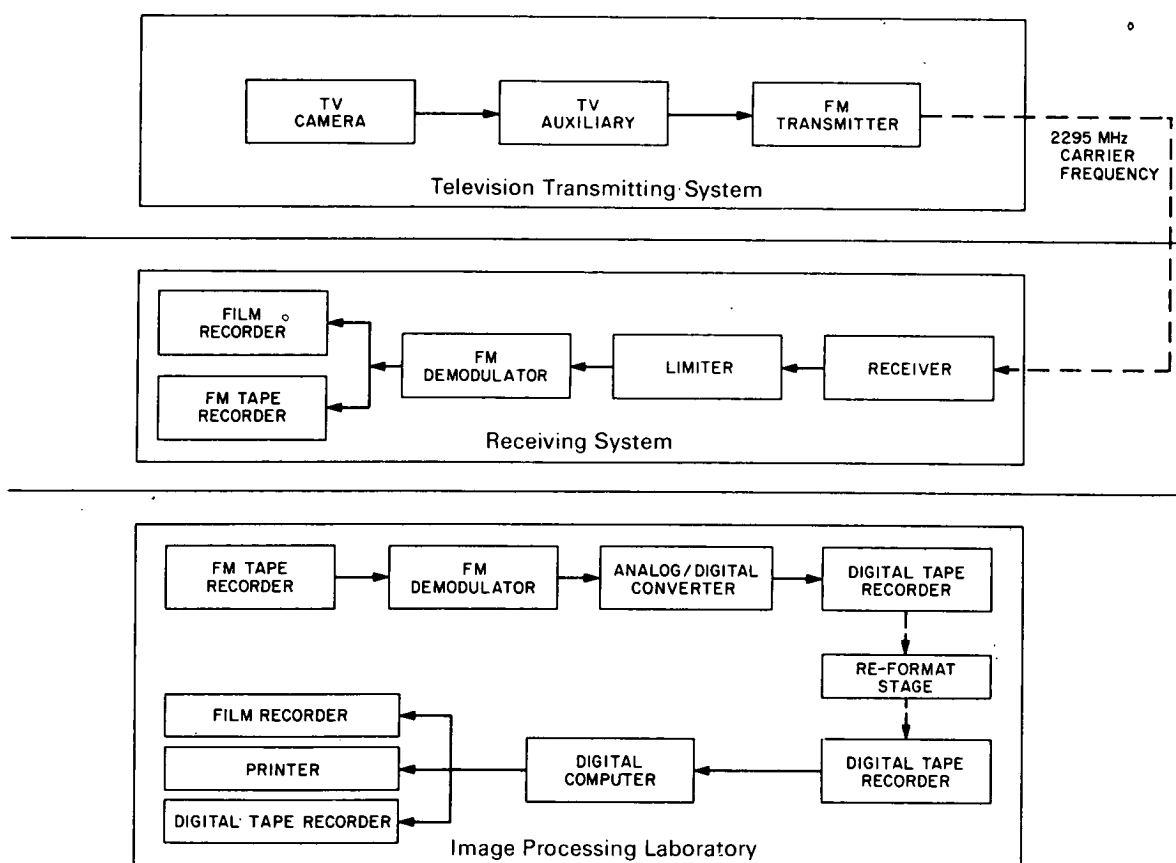 TV
CAMERA
TV
AUXILIARY
FM
TRANSMITTER
2295 MHz
CARRIER
FREQUENCY
Television Transmitting System
FILM
RECORDER
FM TAPE
RECORDER
FM
DEMODULATOR
LIMITER
RECEIVER
Receiving System
FM TAPE
RECORDER
FM
DEMODULATOR
ANALOG/DIGITAL
CONVERTER
DIGITAL TAPE
RECORDER
RE-FORMAT
STAGE
DIGITAL TAPE
RECORDER
DIGITAL
COMPUTER
FILM RECORDER
PRINTER
DIGITAL TAPE RECORDER
Image Processing Laboratory